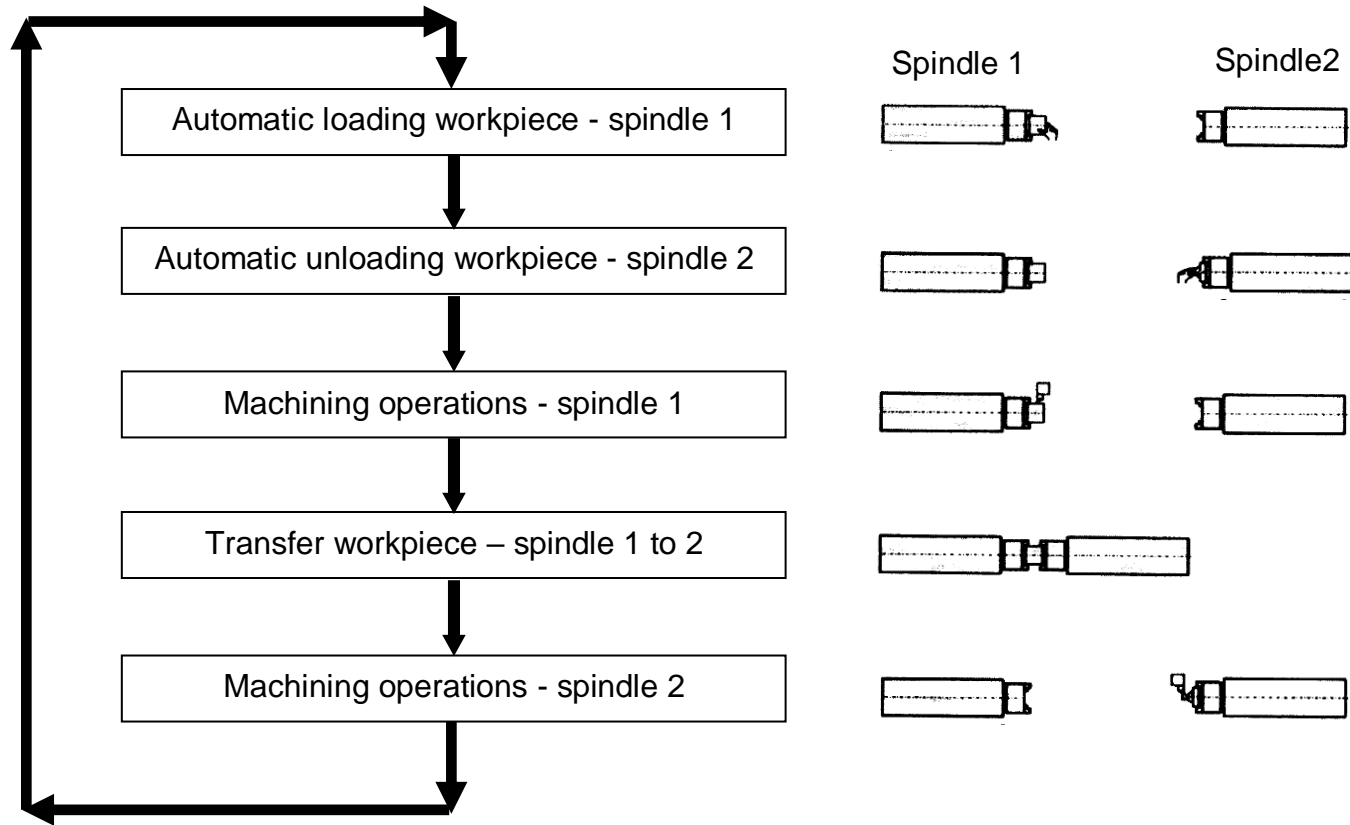 Spindle 1
Spindle2
Automatic loading workpiece - spindle 1
Automatic unloading workpiece - spindle 2
Machining operations - spindle 1
Transfer workpiece – spindle 1 to 2
Machining operations - spindle 2